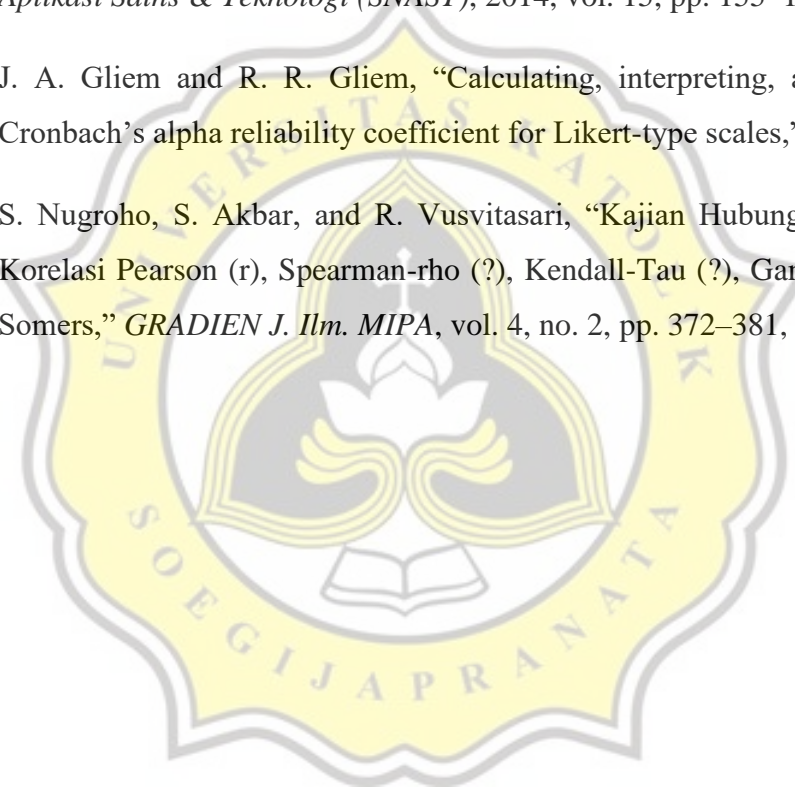 Aplikasi Sains & Teknologi (SNAST), 2014, vol. 15, pp. 155–1
J. A. Gliem and R. R. Gliem, “Calculating, interpreting, a
Cronbach’s alpha reliability coefficient for Likert-type scales,”
S. Nugroho, S. Akbar, and R. Vusvitasari, “Kajian Hubung
Korelasi Pearson (r), Spearman-rho (?), Kendall-Tau (?), Gam
Somers,” GRADIEN J. Ilm. MIPA, vol. 4, no. 2, pp. 372–381,
UNIVERSITAS KATOLIK
SOEGIJAPRANATA